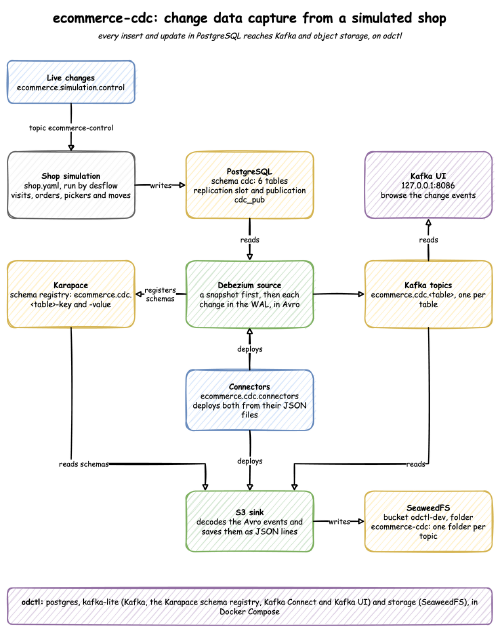 ecommerce-cdc: change data capture from a simulated shop
every insert and update in PostgreSQL reaches Kafka and object storage, on odctl
Live changes
ecommerce.simulation.control
topic ecommerce-control
Shop simulation
shop.yaml, run by desflow
visits, orders, pickers and moves
writes
PostgreSQL
schema cdc: 6 tables
replication slot and publication
cdc_pub
Kafka UI
127.0.0.1:8086
browse the change events
reads
reads
Karapace
schema registry: ecommerce.cdc.
<table>-key and -value
registers
schemas
Debezium source
a snapshot first, then each
change in the WAL, in Avro
Kafka topics
ecommerce.cdc.<table>, one per
table
deploys
Connectors
ecommerce.cdc.connectors
deploys both from their JSON
files
reads schemas
deploys
reads
S3 sink
decodes the Avro events and
saves them as JSON lines
writes
SeaweedFS
bucket odctl-dev, folder
ecommerce-cdc: one folder per
topic
odctl: postgres, kafka-lite (Kafka, the Karapace schema registry, Kafka Connect and Kafka UI) and storage (SeaweedFS), in
Docker Compose